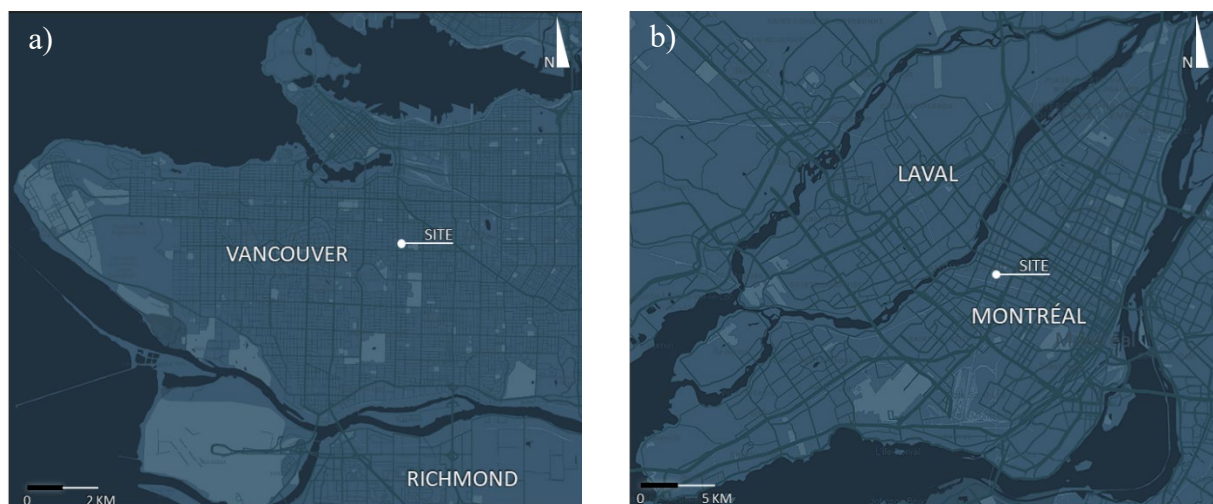 a)
N
SITE
VANCOUVER
RICHMOND
0 2 KM
b)
N
LAVAL
SITE
MONTRÉAL
0 5 KM